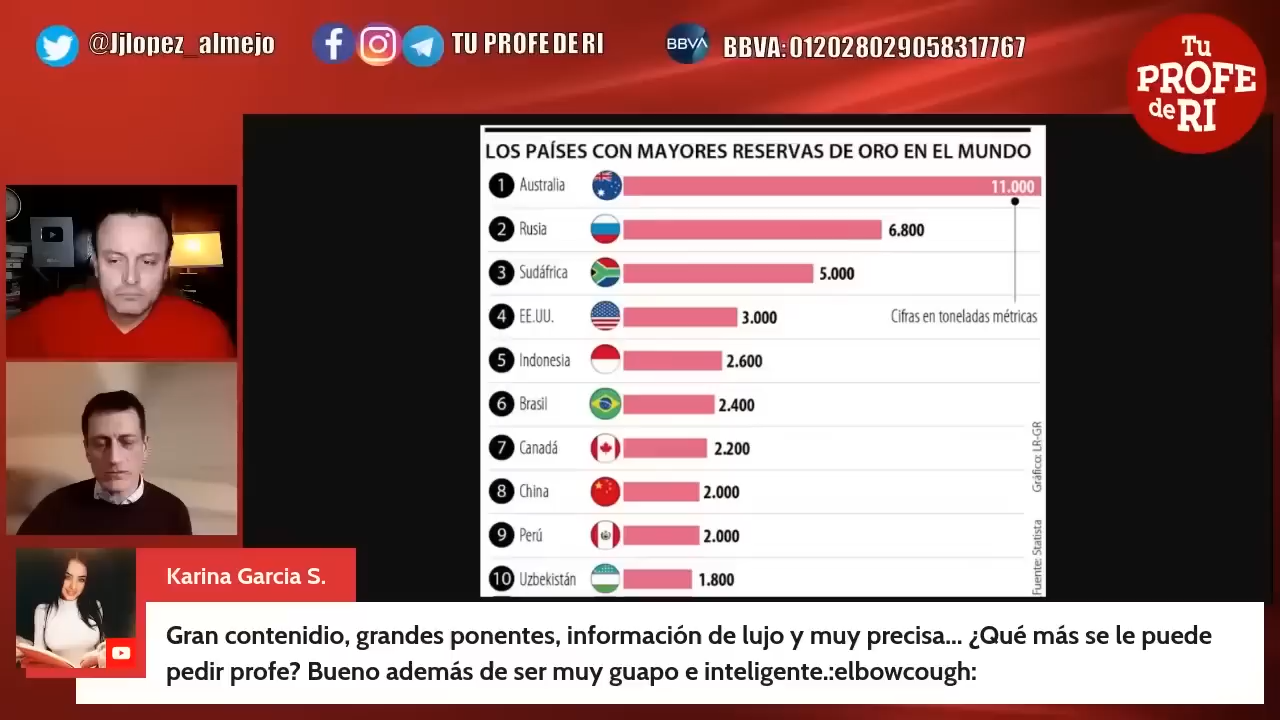 @Jjlopez_almejo
TU PROFE DE RI
BBVA
BBVA: 012028029058317767
Tu
PROFE
de RI
LOS PAÍSES CON MAYORES RESERVAS DE ORO EN EL MUNDO
1 Australia 11.000
2 Rusia 6.800
3 Sudáfrica 5.000
4 EE.UU. 3.000
Cifras en toneladas métricas
5 Indonesia 2.600
6 Brasil 2.400
7 Canadá 2.200
8 China 2.000
9 Perú 2.000
10 Uzbekistán 1.800
Gráfico: LR-GR
Fuente: Statista
Karina Garcia S.
Gran contenidio, grandes ponentes, información de lujo y muy precisa... ¿Qué más se le puede
pedir profe? Bueno además de ser muy guapo e inteligente.:elbowcough: